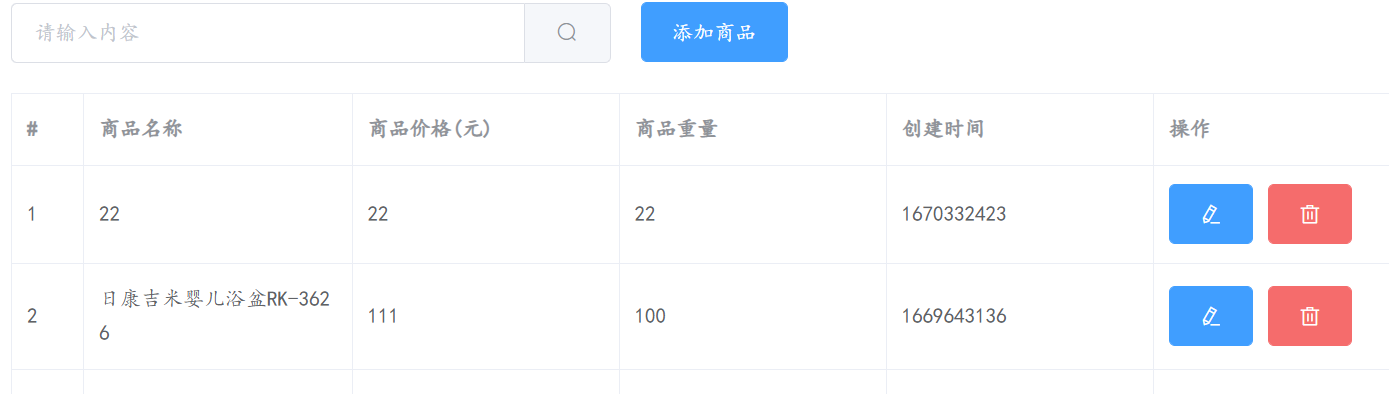 请输入内容
添加商品
# 商品名称 商品价格(元) 商品重量 创建时间 操作
1 22 22 22 1670332423
2 日康吉米婴儿浴盆RK-362 111 100 1669643136
6